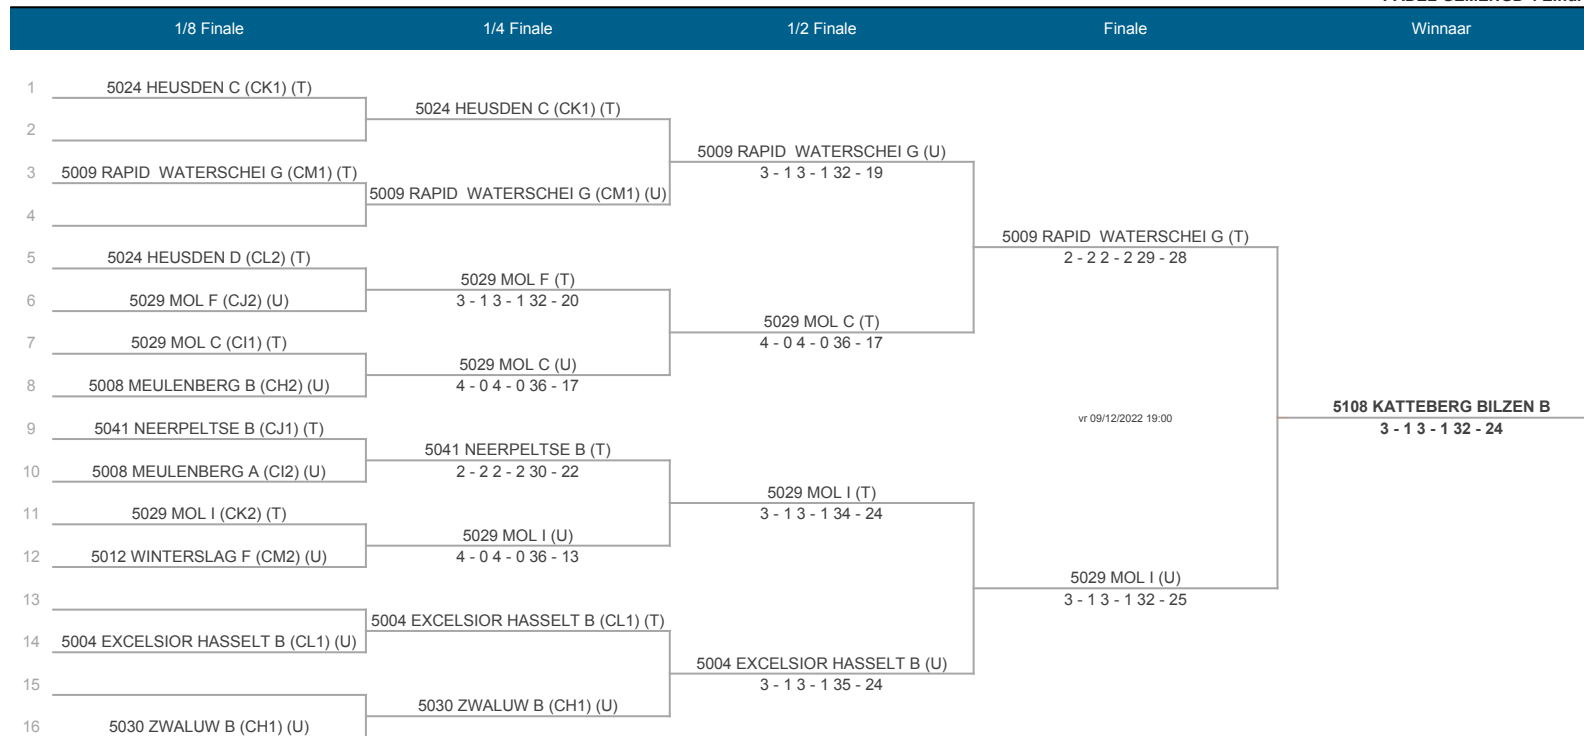 1/8 Finale 1/4 Finale 1/2 Finale Finale Winnaar
1 5024 HEUSDEN C (CK1) (T)
5024 HEUSDEN C (CK1) (T)
2
5009 RAPID WATERSCHEI G (U)
3 5009 RAPID WATERSCHEI G (CM1) (T)
3 - 1 3 - 1 32 - 19
5009 RAPID WATERSCHEI G (CM1) (U)
4
5009 RAPID WATERSCHEI G (T)
5 5024 HEUSDEN D (CL2) (T)
2 - 2 2 - 2 29 - 28
5029 MOL F (T)
6 5029 MOL F (CJ2) (U)
3 - 1 3 - 1 32 - 20
5029 MOL C (T)
7 5029 MOL C (CI1) (T)
4 - 0 4 - 0 36 - 17
5029 MOL C (U)
8 5008 MEULENBERG B (CH2) (U)
4 - 0 4 - 0 36 - 17
5108 KATTEBERG BILZEN B
vr 09/12/2022 19:00
9 5041 NEERPELTSE B (CJ1) (T)
3 - 1 3 - 1 32 - 24
5041 NEERPELTSE B (T)
10 5008 MEULENBERG A (CI2) (U)
2 - 2 2 - 2 30 - 22
5029 MOL I (T)
11 5029 MOL I (CK2) (T)
3 - 1 3 - 1 34 - 24
5029 MOL I (U)
12 5012 WINTERSLAG F (CM2) (U)
4 - 0 4 - 0 36 - 13
5029 MOL I (U)
13
3 - 1 3 - 1 32 - 25
5004 EXCELSIOR HASSELT B (CL1) (T)
14 5004 EXCELSIOR HASSELT B (CL1) (U)
5004 EXCELSIOR HASSELT B (U)
15
3 - 1 3 - 1 35 - 24
5030 ZWALUW B (CH1) (U)
16 5030 ZWALUW B (CH1) (U)